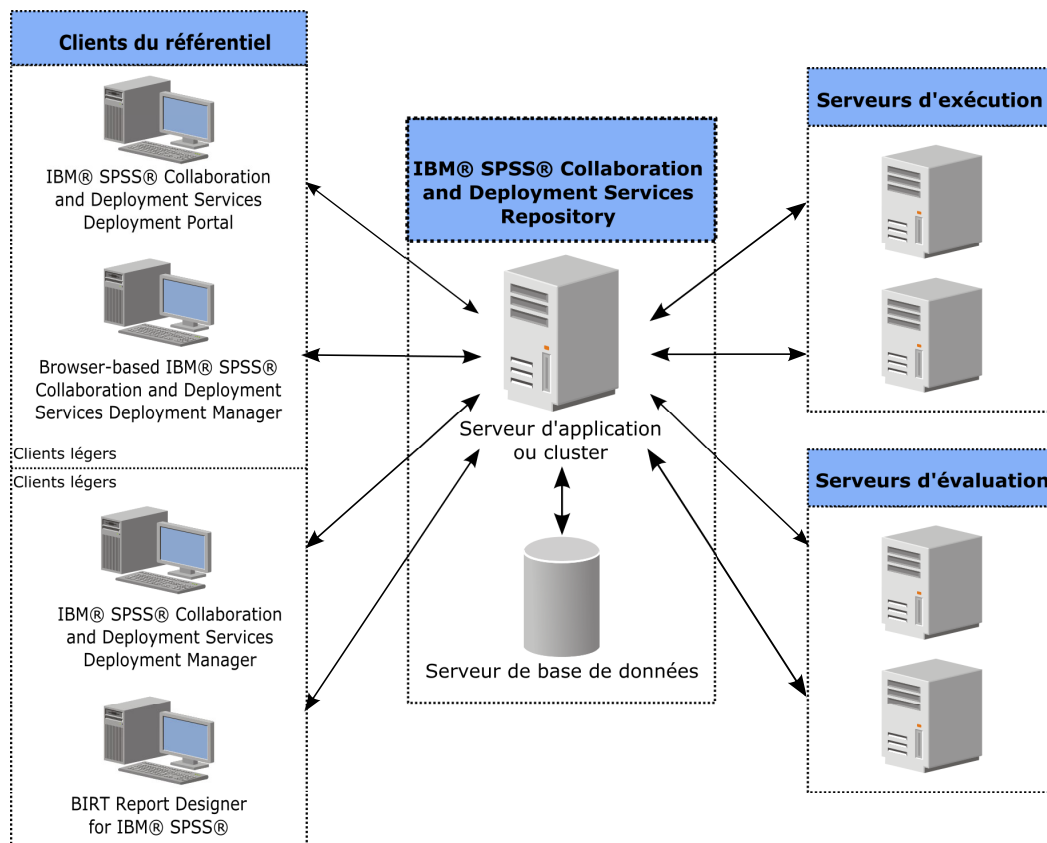 Clients du référentiel
IBM® SPSS® Collaboration
and Deployment Services
Deployment Portal
Browser-based IBM® SPSS®
Collaboration and Deployment
Services Deployment Manager
Clients légers
Clients légers
IBM® SPSS® Collaboration
and Deployment Services
Deployment Manager
BIRT Report Designer
for IBM® SPSS®
IBM® SPSS® Collaboration
and Deployment Services
Repository
Serveur d'application
ou cluster
Serveur de base de données
Serveurs d'exécution
Serveurs d'évaluation